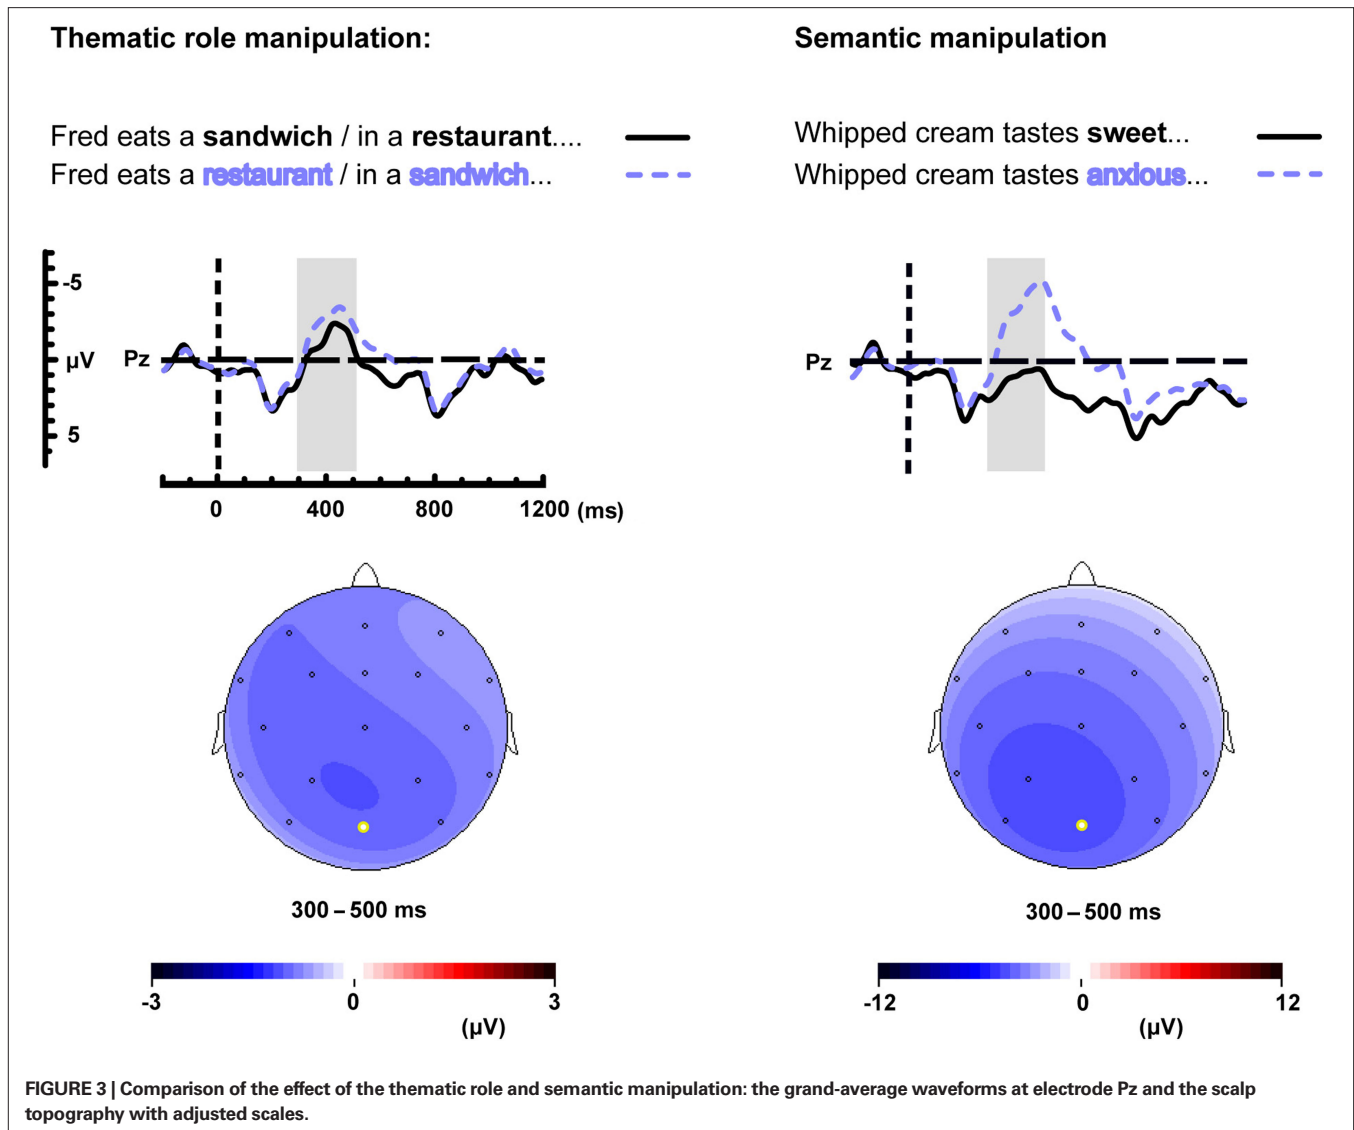 Thematic role manipulation:
Semantic manipulation
Fred eats a sandwich / in a restaurant....
Fred eats a restaurant / in a sandwich...
Whipped cream tastes sweet...
Whipped cream tastes anxious...
-5
µV
5
Pz
0 400 800 1200 (ms)
Pz
300 – 500 ms
-3 0 3
(µV)
300 – 500 ms
-12 0 12
(µV)
FIGURE 3 | Comparison of the effect of the thematic role and semantic manipulation: the grand-average waveforms at electrode Pz and the scalp
topography with adjusted scales.